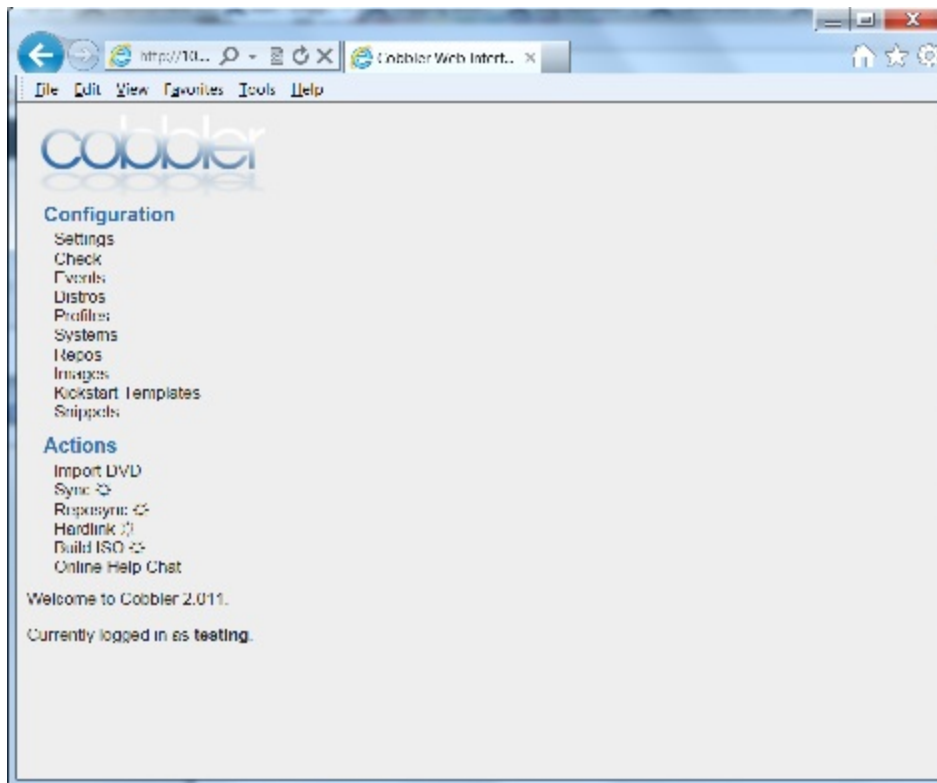 http://10...
Cobbler Web Interf...
File Edit View Favorites Tools Help
cobbler
Configuration
Settings
Check
Events
Distros
Profiles
Systems
Repos
Images
Kickstart Templates
Snippets
Actions
Import DVD
Sync
Reposync
Hardlink
Build ISO
Online Help Chat
Welcome to Cobbler 2.011.
Currently logged in as testing.